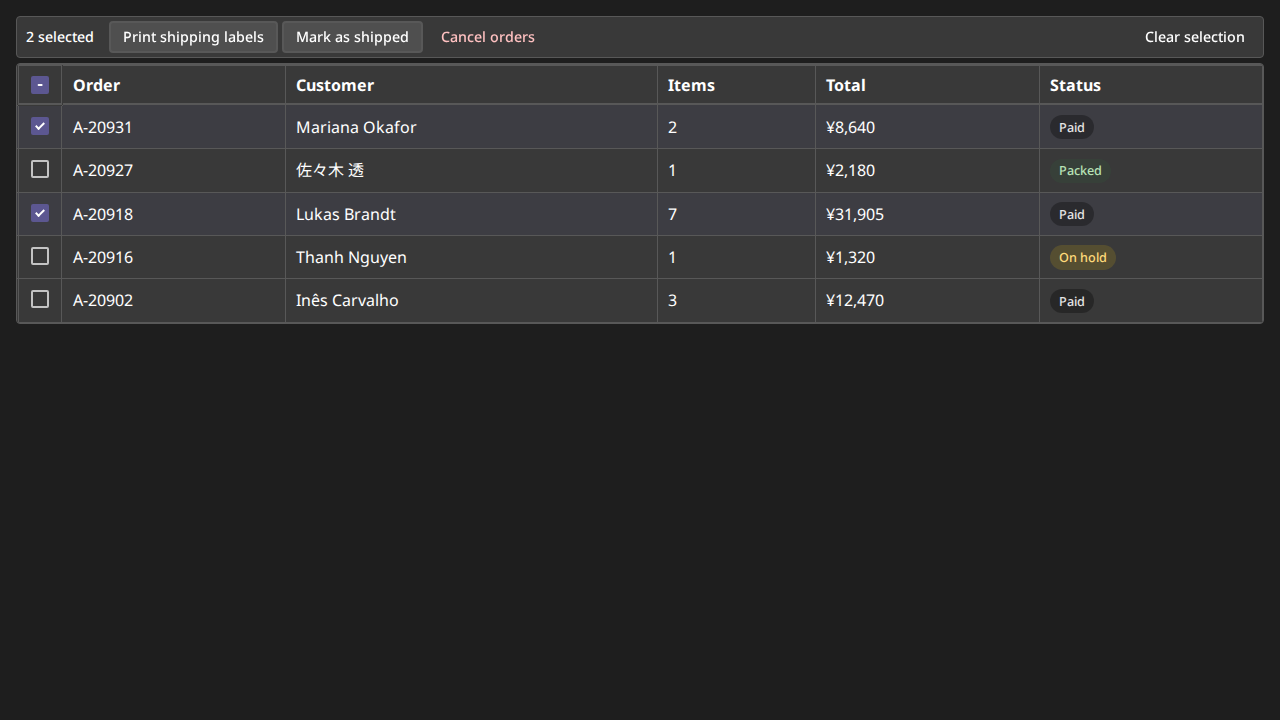 2 selected Print shipping labels Mark as shipped Cancel orders Clear selection
Order Customer Items Total Status
A-20931 Mariana Okafor 2 ¥8,640 Paid
A-20927 佐々木 透 1 ¥2,180 Packed
A-20918 Lukas Brandt 7 ¥31,905 Paid
A-20916 Thanh Nguyen 1 ¥1,320 On hold
A-20902 Inês Carvalho 3 ¥12,470 Paid